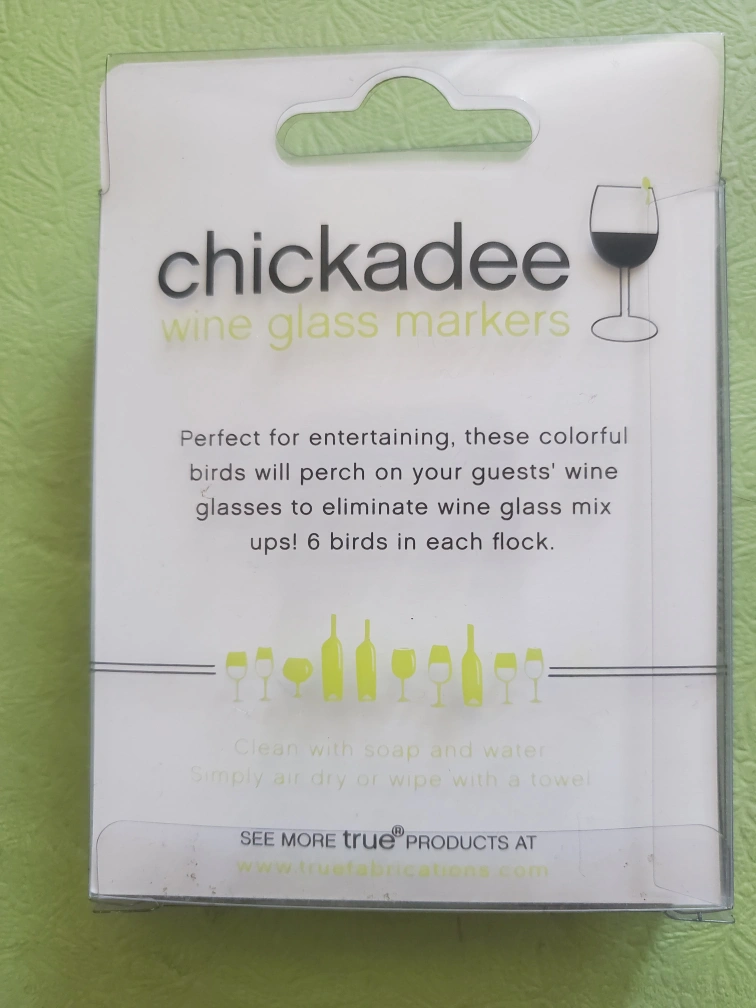 chickadee
wine glass markers
Perfect for entertaining, these colorful
birds will perch on your guests' wine
glasses to eliminate wine glass mix
ups! 6 birds in each flock.
Clean with soap and water
Simply air dry or wipe with a towel
SEE MORE true® PRODUCTS AT
www.truefabrications.com